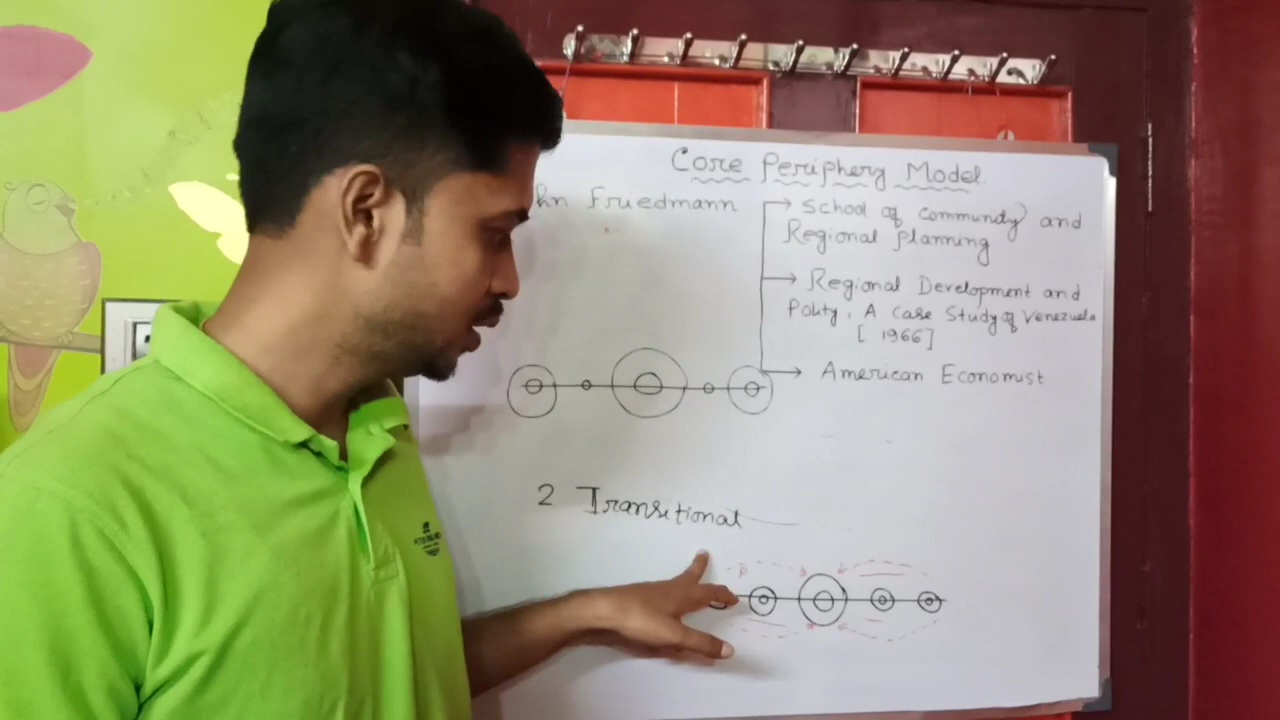 Core Periphery Model
hn Friedmann
→ School of Community and
Regional planning
→ Regional Development and
Polity, A Case Study of Venezuela
[ 1966]
→ American Economist
2 Transitional
P